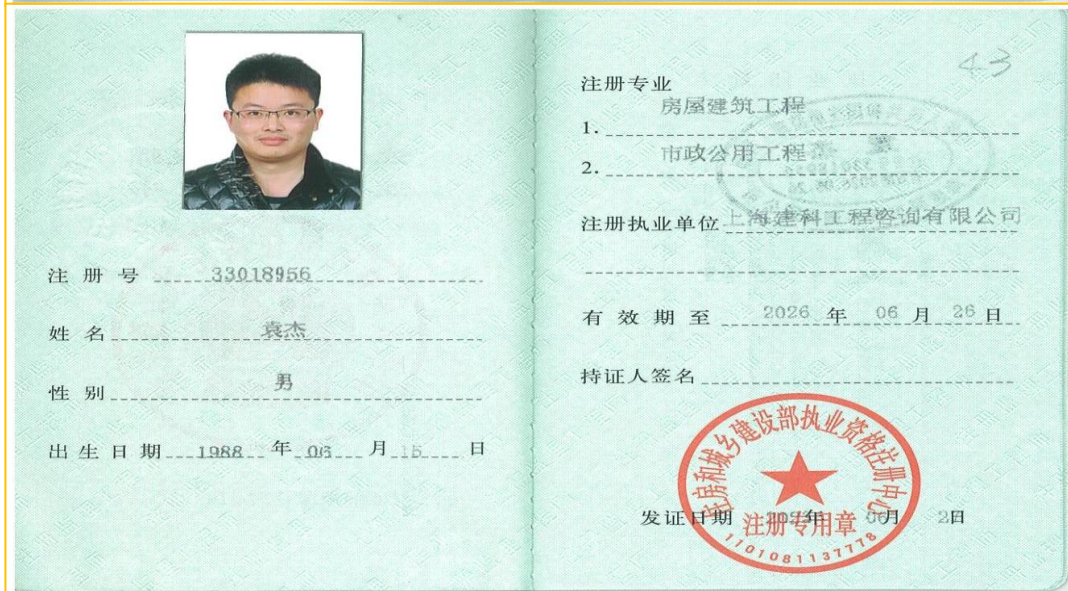 注 册 号 33018956
姓 名 袁杰
性 别 男
出 生 日 期 1988 年 06 月 15 日
43
注册专业
1. 房屋建筑工程
2. 市政公用工程
注册执业单位 上海建科工程咨询有限公司
有 效 期 至 2026 年 06 月 26 日
持证人签名
住房和城乡建设部执业资格注册中心
注册专用章
1101081137778
发证日期 年 06月 日